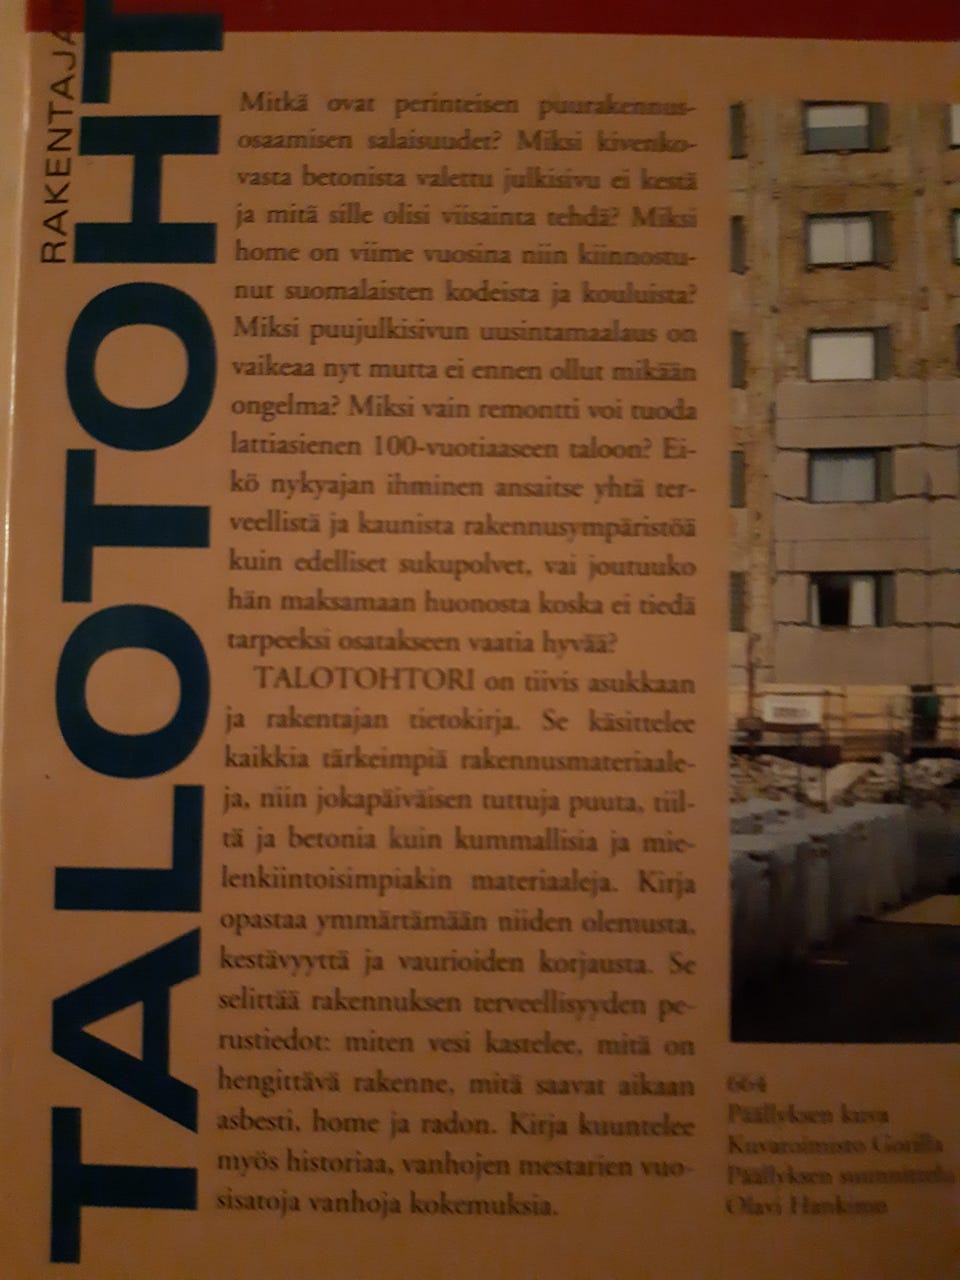 RAKENTAJA
TALOTOHT
Mitkä ovat perinteisen puurakennus-
osaamisen salaisuudet? Miksi kivenko-
vasta betonista valettu julkisivu ei kestä
ja mitä sille olisi viisainta tehdä? Miksi
home on viime vuosina niin kiinnostu-
nut suomalaisten kodeista ja kouluista?
Miksi puujulkisivun uusintamaalaus on
vaikeaa nyt mutta ei ennen ollut mikään
ongelma? Miksi vain remontti voi tuoda
lattiasienen 100-vuotiaaseen taloon? Ei-
kö nykyajan ihminen ansaitse yhtä ter-
veellistä ja kaunista rakennusympäristöä
kuin edelliset sukupolvet, vai joutuuko
hän maksamaan huonosta koska ei tiedä
tarpeeksi osatakseen vaatia hyvää?
TALOTOHTORI on tiivis asukkaan
ja rakentajan tietokirja. Se käsittelee
kaikkia tärkeimpiä rakennusmateriaale-
ja, niin jokapäiväisen tuttuja puuta, tiil-
tä ja betonia kuin kummallisia ja mie-
lenkiintoisimpiakin materiaaleja. Kirja
opastaa ymmärtämään niiden olemusta,
kestävyyttä ja vaurioiden korjausta. Se
selittää rakennuksen terveellisyyden pe-
rustiedot: miten vesi kastelee, mitä on
hengittävä rakenne, mitä saavat aikaan
asbesti, home ja radon. Kirja kuuntelee
myös historiaa, vanhojen mestarien vuo-
sisatoja vanhoja kokemuksia.
664
Päällyksen kuva
Kuvatoimisto Gorilla
Päällyksen suunnittelu
Olavi Hankimo